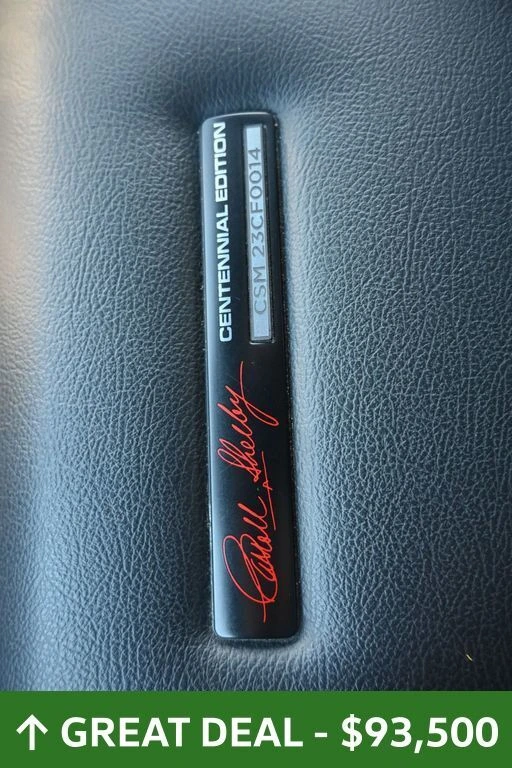 CENTENNIAL EDITION
CSM 23CF0014
Carroll Shelby
↑ GREAT DEAL - $93,500